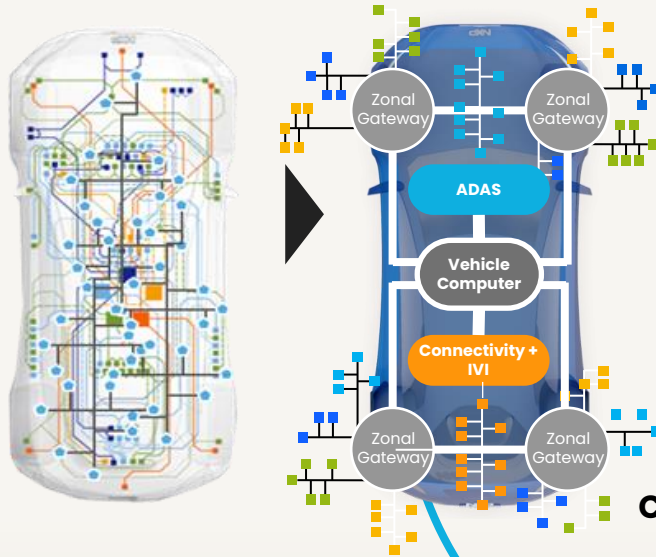 Zonal
Gateway
Zonal
Gateway
ADAS
Vehicle
Computer
Connectivity +
IVI
Zonal
Gateway
Zonal
Gateway